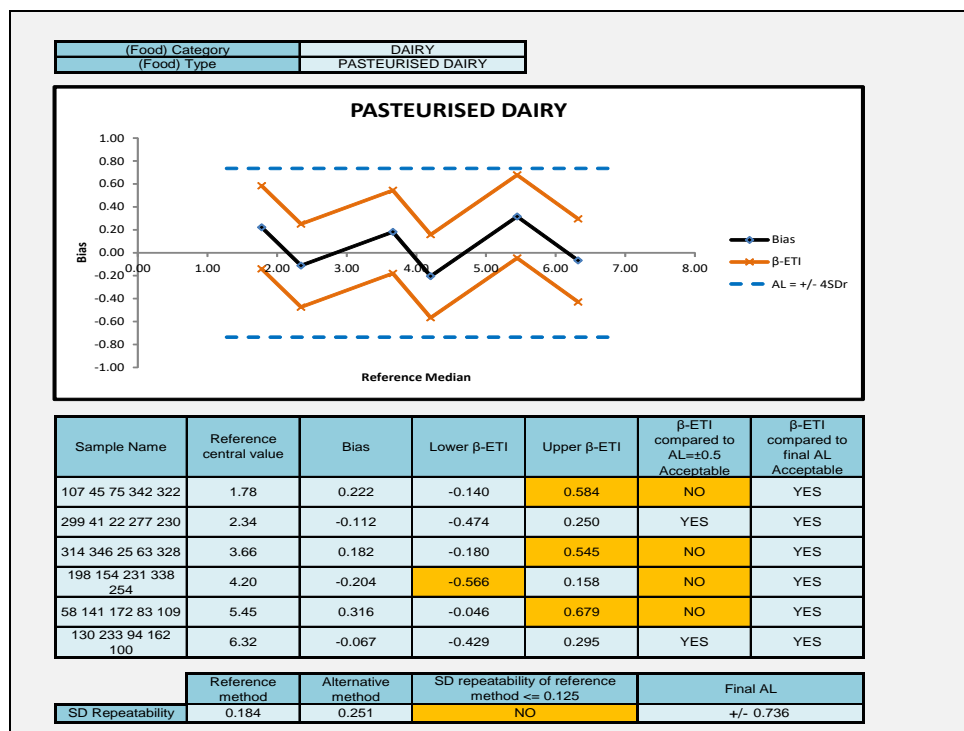 (Food) Category DAIRY
(Food) Type PASTEURISED DAIRY
PASTEURISED DAIRY
1.00
0.80
0.60
0.40
0.20
0.00
-0.20
-0.40
-0.60
-0.80
-1.00
Bias
0.00 1.00 2.00 3.00 4.00 5.00 6.00 7.00 8.00
Reference Median
Bias
β-ETI
AL = +/- 4SDr
Sample Name Reference central value Bias Lower β-ETI Upper β-ETI β-ETI compared to AL=±0.5 Acceptable β-ETI compared to final AL Acceptable
107 45 75 342 322 1.78 0.222 -0.140 0.584 NO YES
299 41 22 277 230 2.34 -0.112 -0.474 0.250 YES YES
314 346 25 63 328 3.66 0.182 -0.180 0.545 NO YES
198 154 231 338 254 4.20 -0.204 -0.566 0.158 NO YES
58 141 172 83 109 5.45 0.316 -0.046 0.679 NO YES
130 233 94 162 100 6.32 -0.067 -0.429 0.295 YES YES
Reference method Alternative method SD repeatability of reference method <= 0.125 Final AL
SD Repeatability 0.184 0.251 NO +/- 0.736